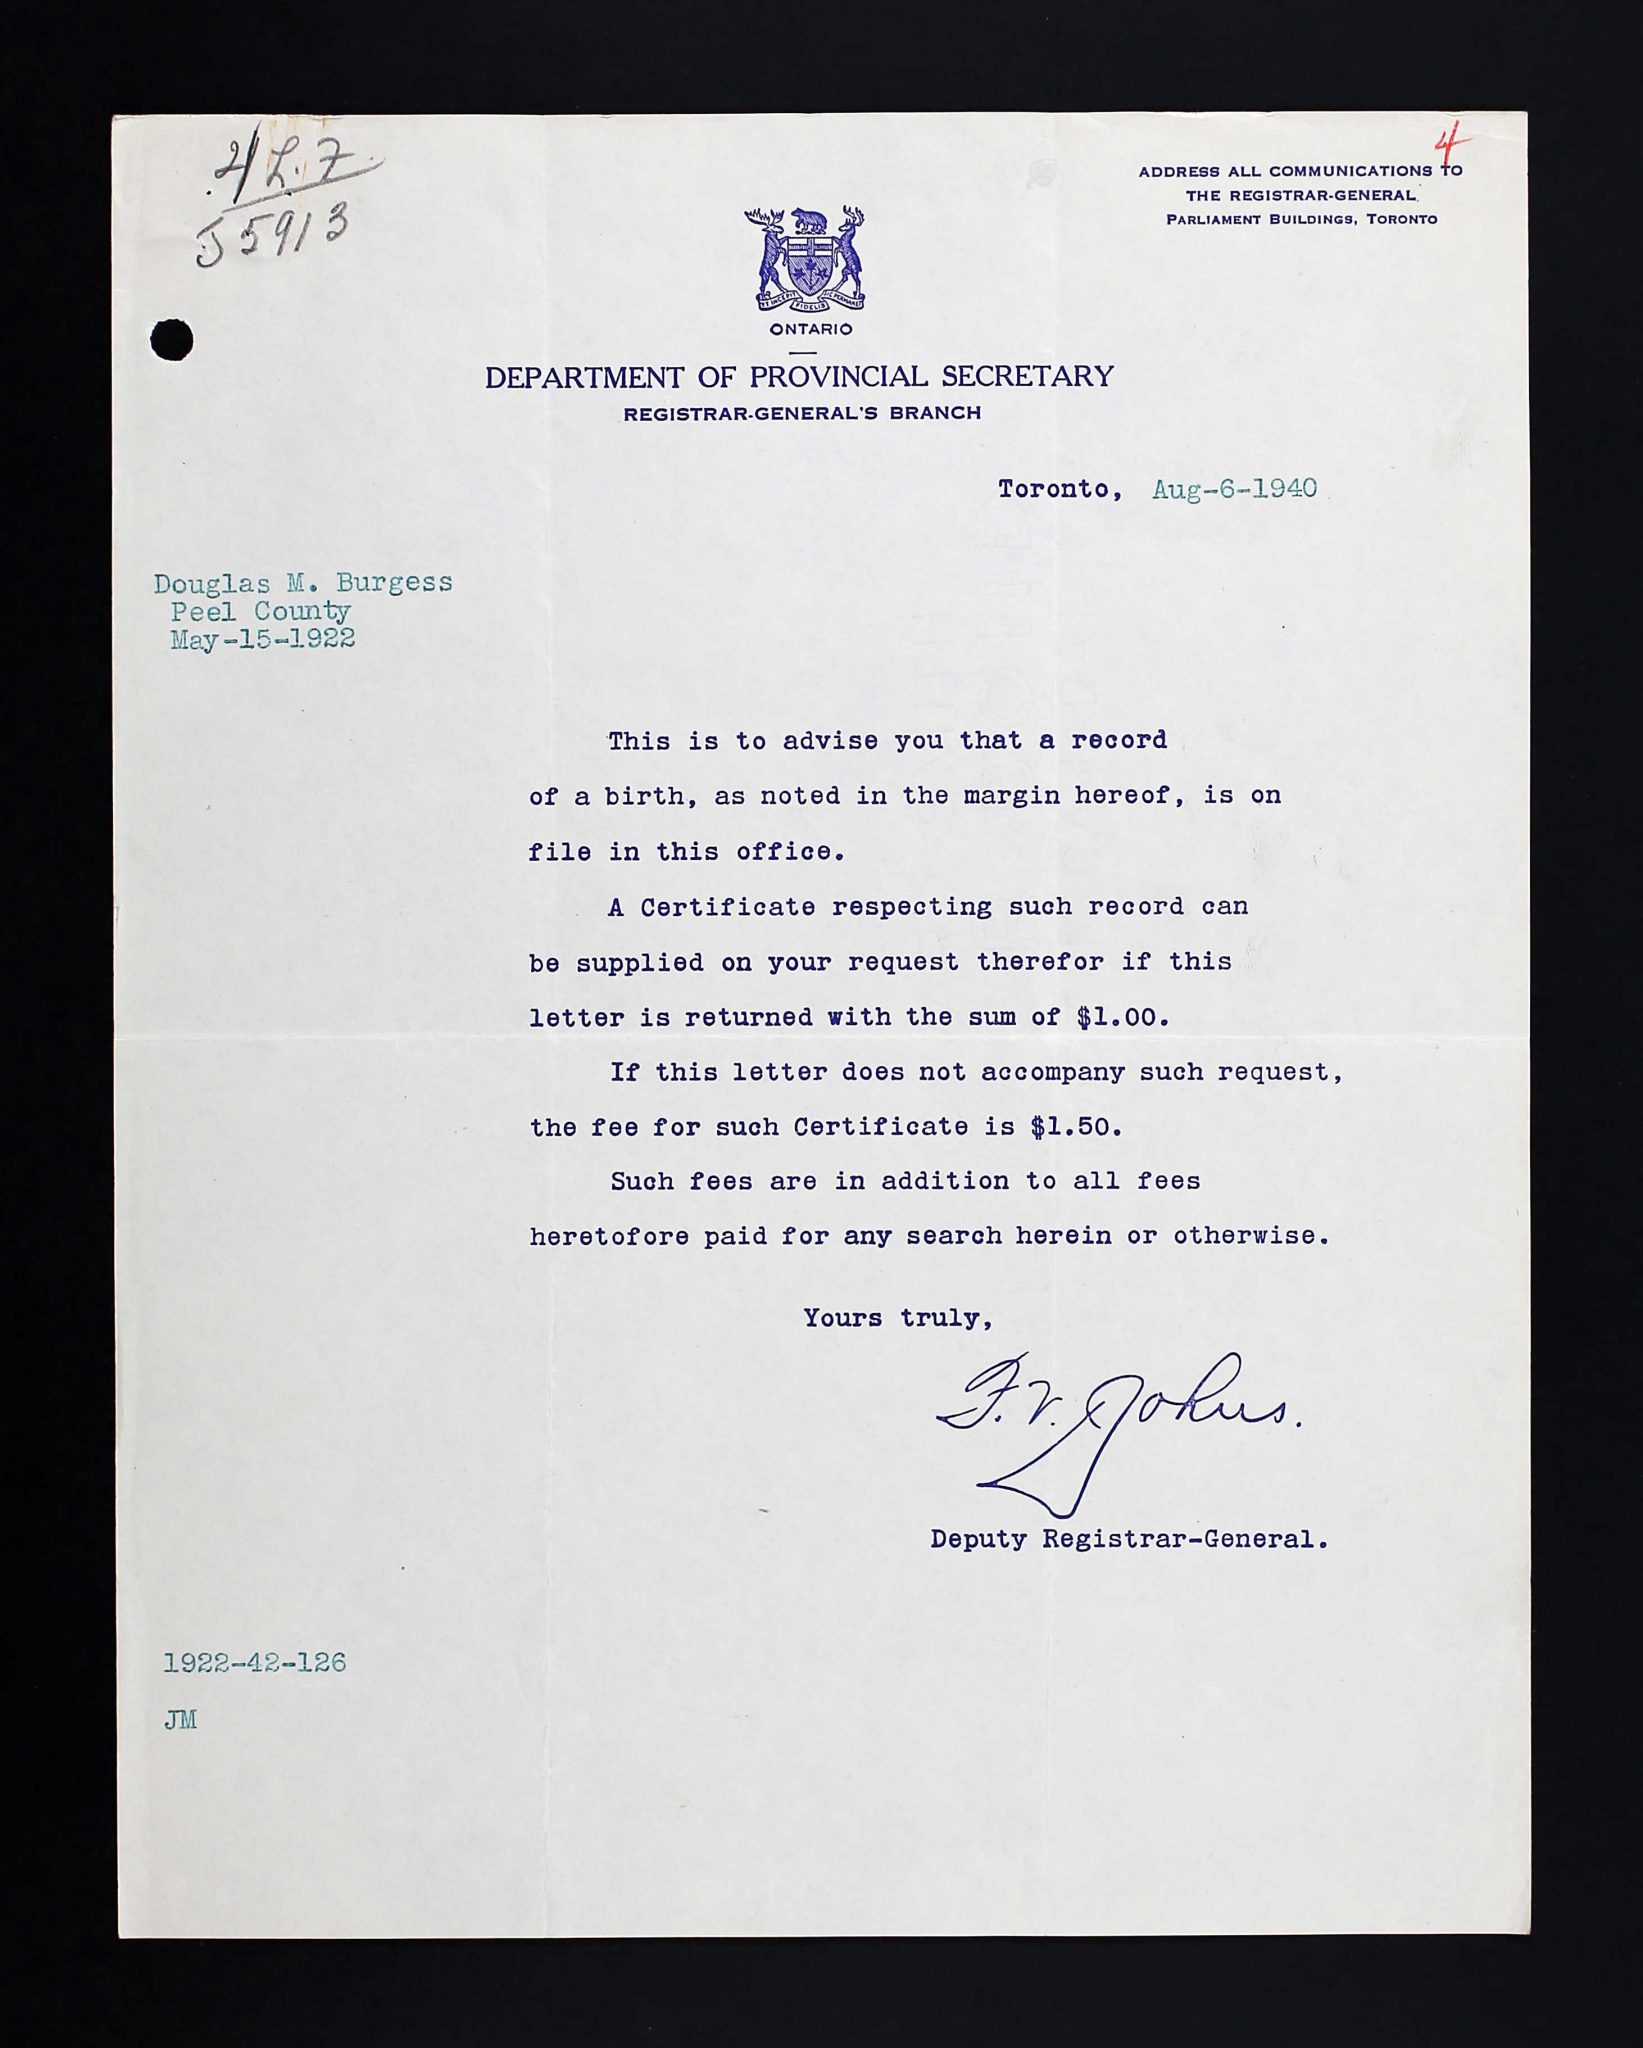 4
ADDRESS ALL COMMUNICATIONS TO
THE REGISTRAR-GENERAL
PARLIAMENT BUILDINGS, TORONTO
J5913
UT INCEPIT FIDELIS SIC PERMANET
ONTARIO
DEPARTMENT OF PROVINCIAL SECRETARY
REGISTRAR-GENERAL'S BRANCH
Toronto, Aug-6-1940
Douglas M. Burgess
Peel County
May-15-1922
This is to advise you that a record
of a birth, as noted in the margin hereof, is on
file in this office.
A Certificate respecting such record can
be supplied on your request therefor if this
letter is returned with the sum of $1.00.
If this letter does not accompany such request,
the fee for such Certificate is $1.50.
Such fees are in addition to all fees
heretofore paid for any search herein or otherwise.
Yours truly,
F.V. Johns.
Deputy Registrar-General.
1922-42-126
JM